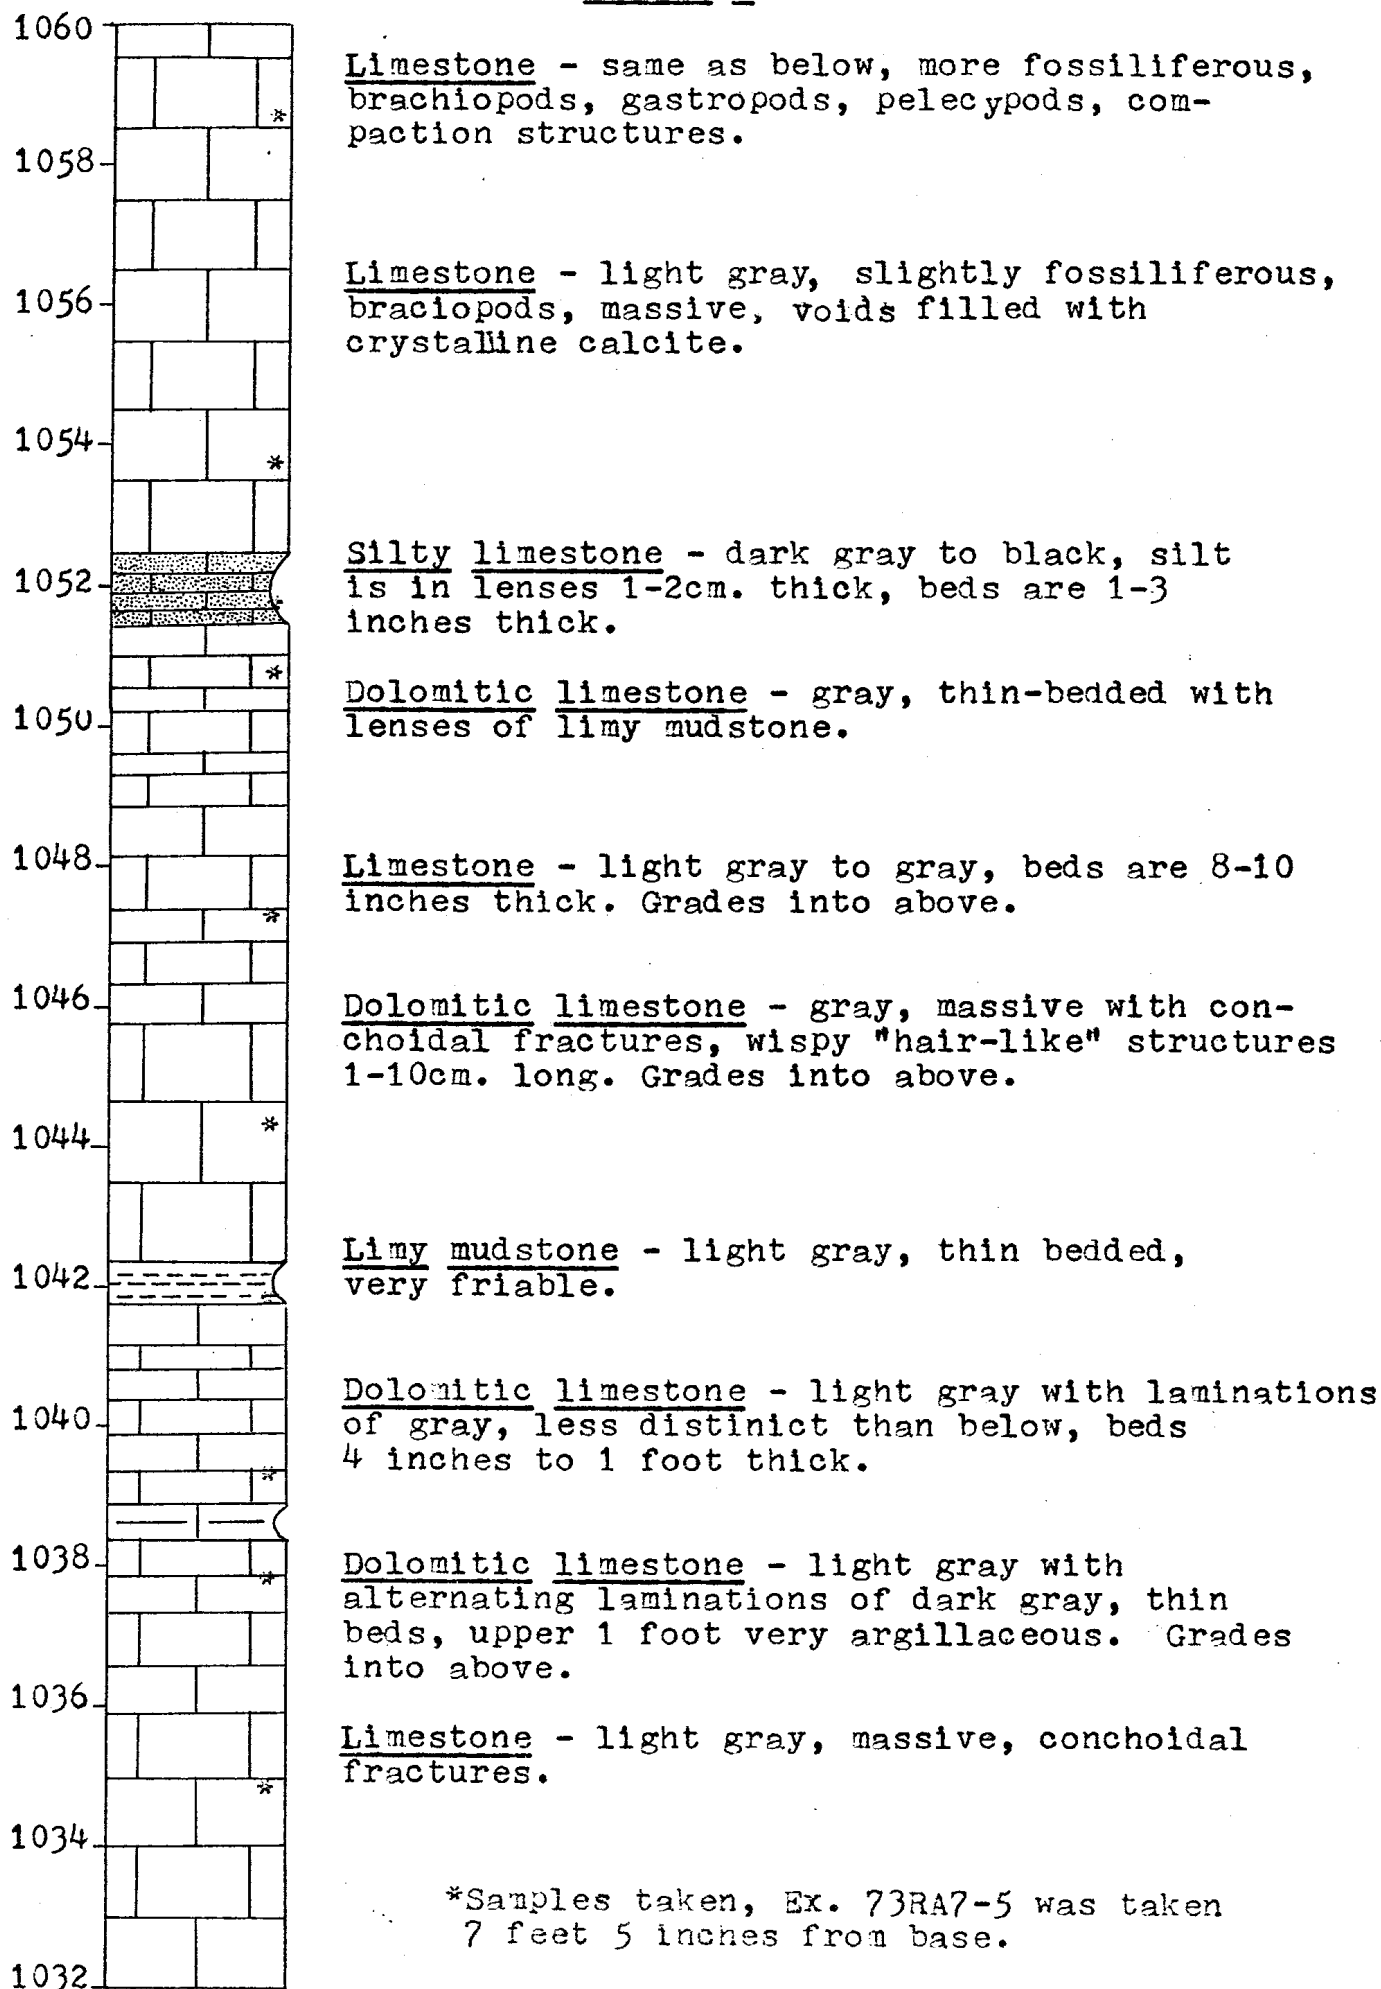 1060
Limestone - same as below, more fossiliferous,
brachiopods, gastropods, pelecypods, com-
paction structures.
1058
Limestone - light gray, slightly fossiliferous,
braciopods, massive, voids filled with
crystalline calcite.
1056
1054
Silty limestone - dark gray to black, silt
is in lenses 1-2cm. thick, beds are 1-3
inches thick.
1052
Dolomitic limestone - gray, thin-bedded with
lenses of limy mudstone.
1050
Limestone - light gray to gray, beds are 8-10
inches thick. Grades into above.
1048
Dolomitic limestone - gray, massive with con-
choidal fractures, wispy "hair-like" structures
1-10cm. long. Grades into above.
1046
1044
Limy mudstone - light gray, thin bedded,
very friable.
1042
Dolomitic limestone - light gray with laminations
of gray, less distinict than below, beds
4 inches to 1 foot thick.
1040
Dolomitic limestone - light gray with
alternating laminations of dark gray, thin
beds, upper 1 foot very argillaceous. Grades
into above.
1038
1036
Limestone - light gray, massive, conchoidal
fractures.
1034
*Samples taken, Ex. 73RA7-5 was taken
7 feet 5 inches from base.
1032